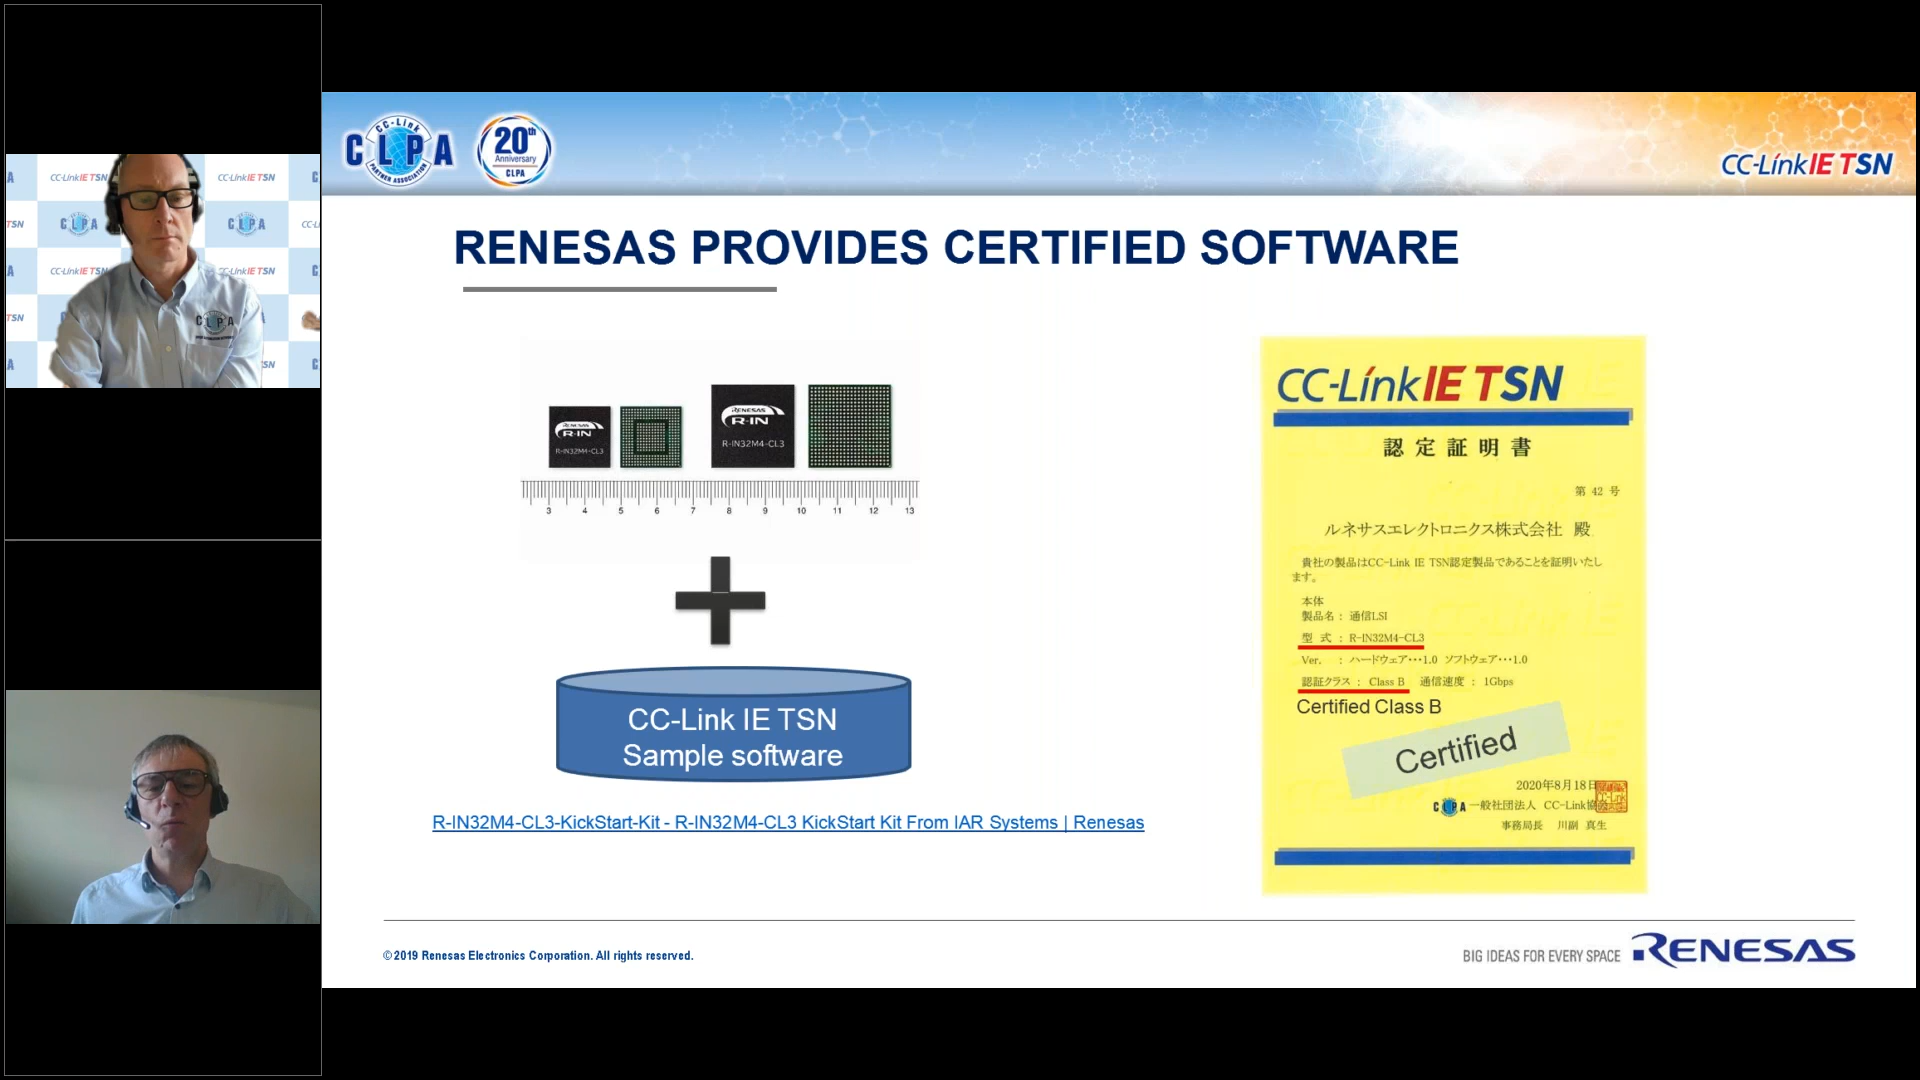 CC-Link IE TSN
CC-Link IE TSN
CLPA
CLPA
CC-Link IE TSN
CC-Link IE TSN
CLPA
CC-Link
CLPA
PARTNER ASSOCIATION
20th
Anniversary
CLPA
CC-Link IE TSN
RENESAS PROVIDES CERTIFIED SOFTWARE
RENESAS
R-IN
R-IN32M4-CL3
RENESAS
R-IN
R-IN32M4-CL3
3 4 5 6 7 8 9 10 11 12 13
CC-Link IE TSN
Sample software
R-IN32M4-CL3-KickStart-Kit - R-IN32M4-CL3 KickStart Kit From IAR Systems | Renesas
CC-Link IE TSN
認定証明書
第 42 号
ルネサスエレクトロニクス株式会社 殿
貴社の製品はCC-Link IE TSN認定製品であることを証明いたし
ます。
本体
製品名 : 通信LSI
型 式 : R-IN32M4-CL3
Ver. : ハードウェア･･･1.0 ソフトウェア･･･1.0
認証クラス : Class B 通信速度 : 1Gbps
Certified Class B
Certified
2020年8月18日
CLPA 一般社団法人 CC-Link協
事務局長 川副 真生
©2019 Renesas Electronics Corporation. All rights reserved.
BIG IDEAS FOR EVERY SPACE RENESAS